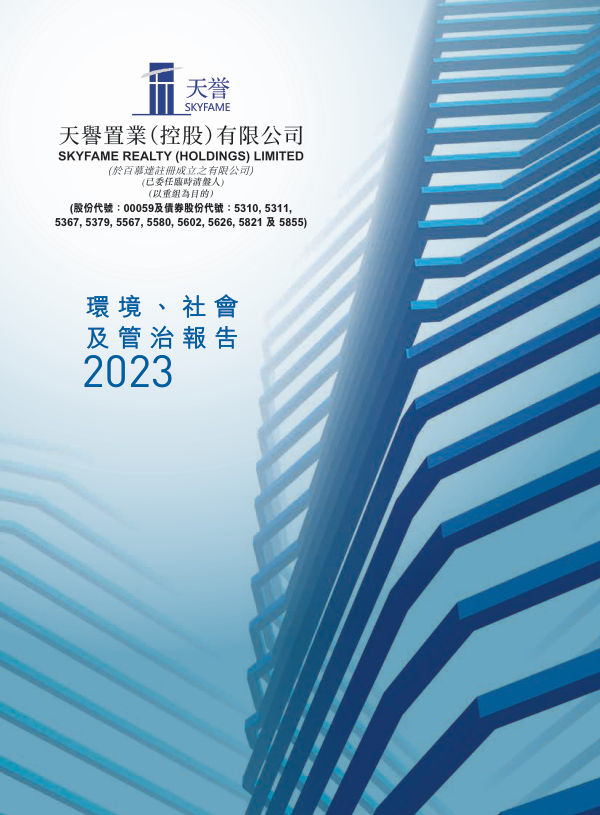 天誉
SKYFAME
天譽置業(控股)有限公司
SKYFAME REALTY (HOLDINGS) LIMITED
(於百慕達註冊成立之有限公司)
(已委任臨時清盤人)
(以重組為目的)
(股份代號：00059及債券股份代號：5310, 5311,
5367, 5379, 5567, 5580, 5602, 5626, 5821 及 5855)
環境、社會
及管治報告
2023